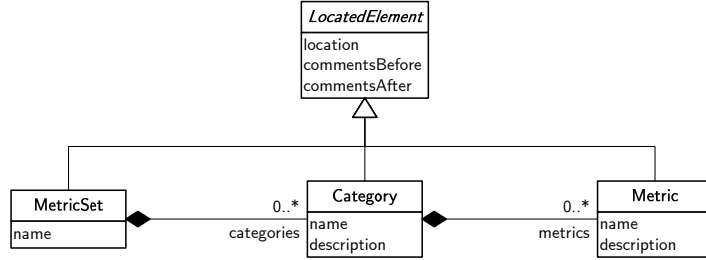 LocatedElement
location
commentsBefore
commentsAfter
MetricSet
name
0..*
categories
Category
name
description
0..*
metrics
Metric
name
description